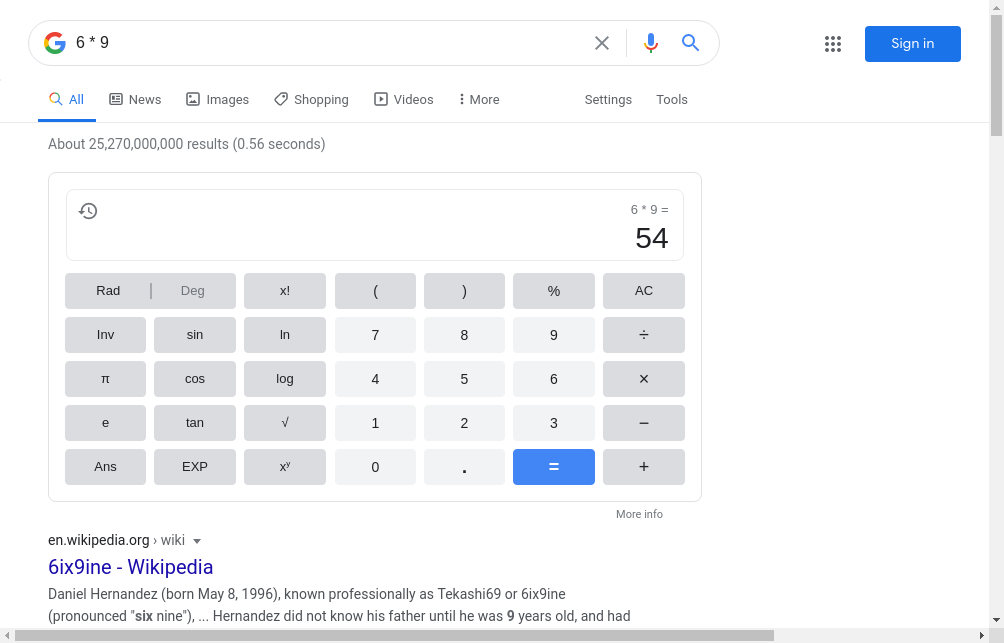 6 * 9
Sign in
All News Images Shopping Videos More Settings Tools
About 25,270,000,000 results (0.56 seconds)
6 * 9 =
54
Rad | Deg x! ( ) % AC
Inv sin ln 7 8 9 ÷
π cos log 4 5 6 ×
e tan √ 1 2 3 −
Ans EXP xʸ 0 . = +
More info
en.wikipedia.org › wiki
6ix9ine - Wikipedia
Daniel Hernandez (born May 8, 1996), known professionally as Tekashi69 or 6ix9ine
(pronounced "six nine"), ... Hernandez did not know his father until he was 9 years old, and had